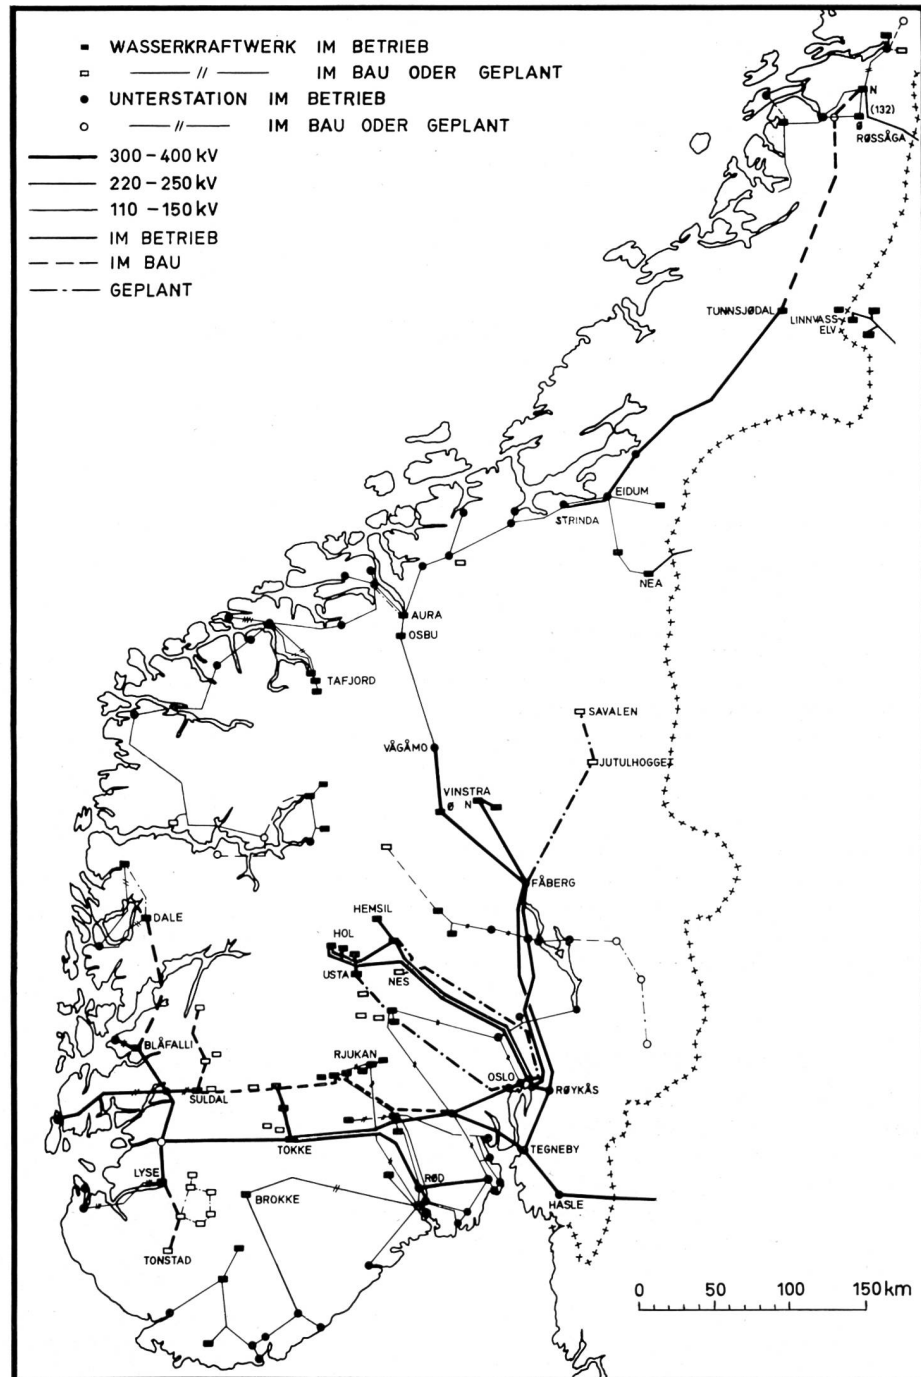 WASSERKRAFTWERK IM BETRIEB
—— // —— IM BAU ODER GEPLANT
UNTERSTATION IM BETRIEB
—— // —— IM BAU ODER GEPLANT
300-400 kV
220-250 kV
110-150 kV
IM BETRIEB
IM BAU
GEPLANT
N
(132)
Ø
RØSSÅGA
TUNNSJØDAL
LINNVASS
ELV
EIDUM
STRINDA
NEA
AURA
OSBU
TAFJORD
SAVALEN
VÅGÅMO
JUTULHOGGET
VINSTRA
Ø N
FÅBERG
HEMSIL
DALE
HOL
USTA
NES
BLÅFALLI
RJUKAN
OSLO
RØYKÅS
SULDAL
TOKKE
TEGNEBY
LYSE
RØD
BROKKE
HASLE
TONSTAD
0 50 100 150 km